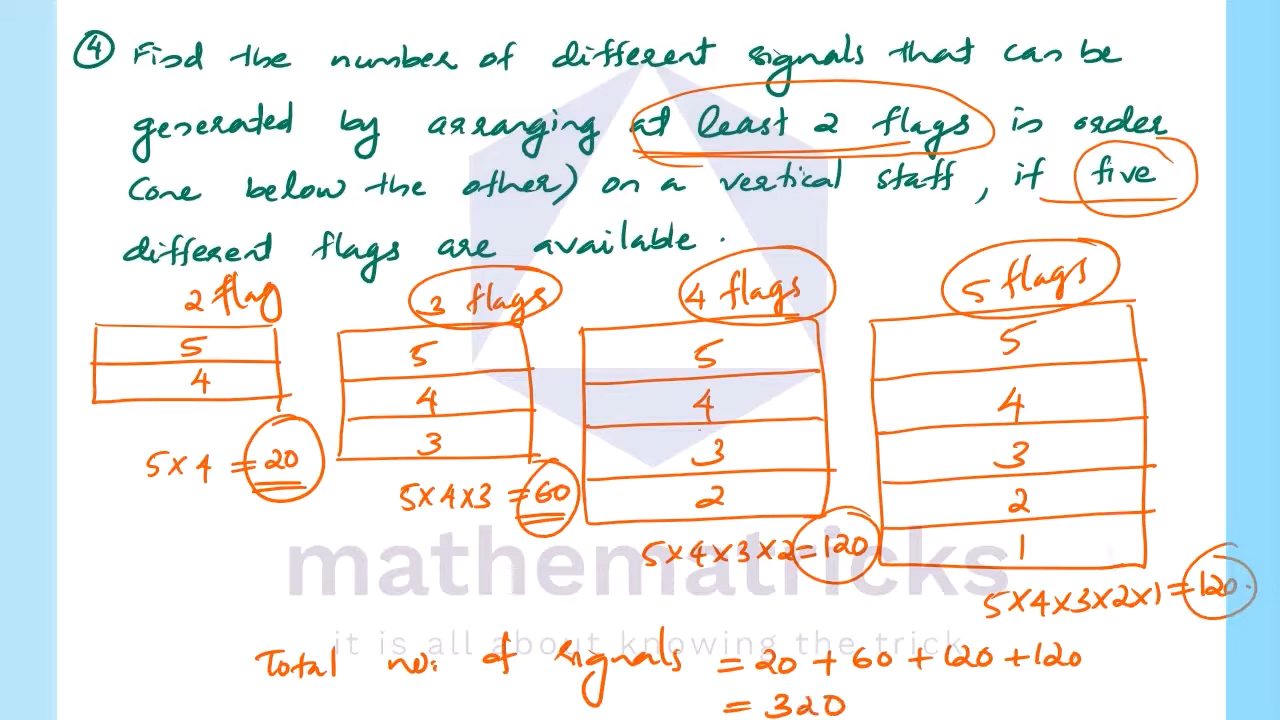 ④ Find the number of different signals that can be
generated by arranging at least 2 flags in order
(one below the other) on a vertical staff, if five
different flags are available.
2 flag
5
4
5 × 4 = 20
3 flags
5
4
3
5 × 4 × 3 = 60
4 flags
5
4
3
2
5 × 4 × 3 × 2 = 120
5 flags
5
4
3
2
1
5 × 4 × 3 × 2 × 1 = 120.
mathematricks
it is all about knowing the trick
Total no: of signals = 20 + 60 + 120 + 120
= 320